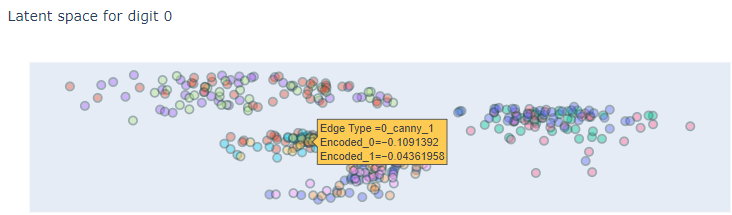 Latent space for digit 0
Edge Type =0_canny_1
Encoded_0=−0.1091392
Encoded_1=−0.04361958